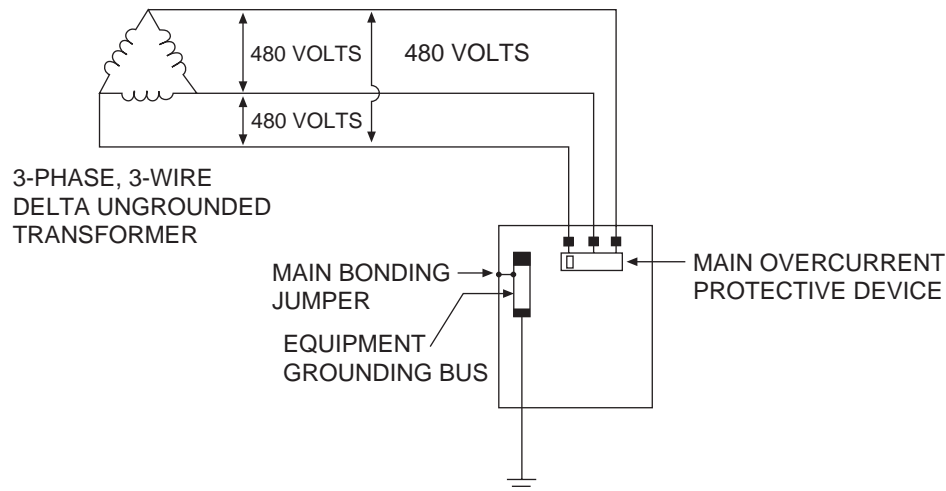 480 VOLTS
480 VOLTS
480 VOLTS
3-PHASE, 3-WIRE
DELTA UNGROUNDED
TRANSFORMER
MAIN BONDING
JUMPER
EQUIPMENT
GROUNDING BUS
MAIN OVERCURRENT
PROTECTIVE DEVICE